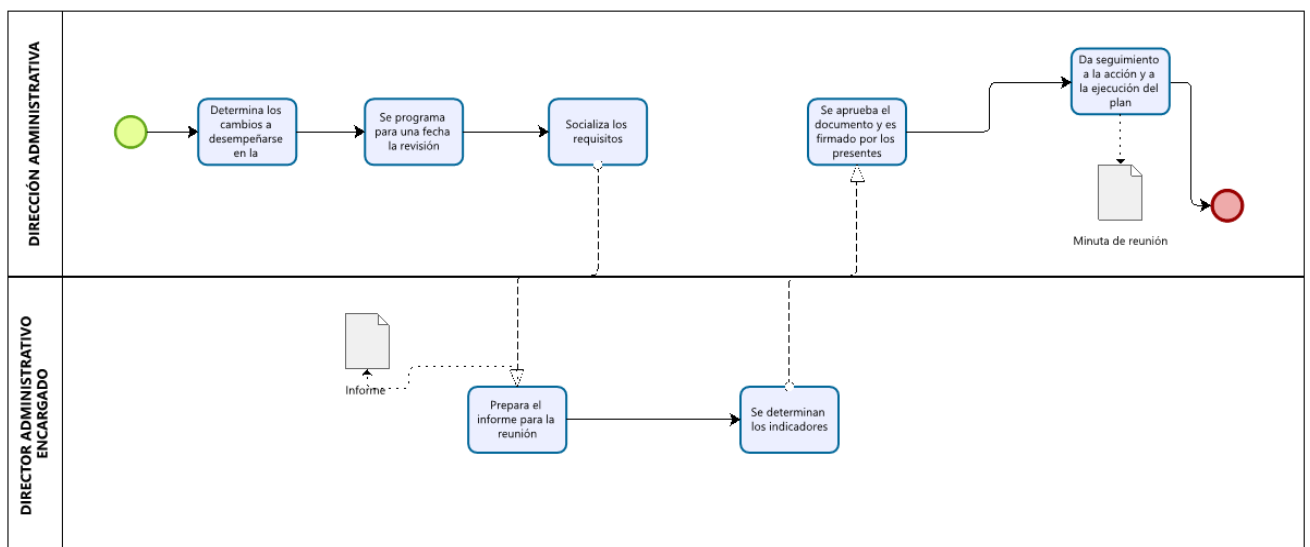 DIRECCIÓN ADMINISTRATIVA
Determina los
cambios a
desempeñarse
en la
Se programa
para una fecha
la revisión
Socializa los
requisitos
Se aprueba el
documento y es
firmado por los
presentes
Da seguimiento
a la acción y a
la ejecución del
plan
Minuta de reunión
DIRECTOR ADMINISTRATIVO
ENCARGADO
Informe
Prepara el
informe para la
reunión
Se determinan
los indicadores